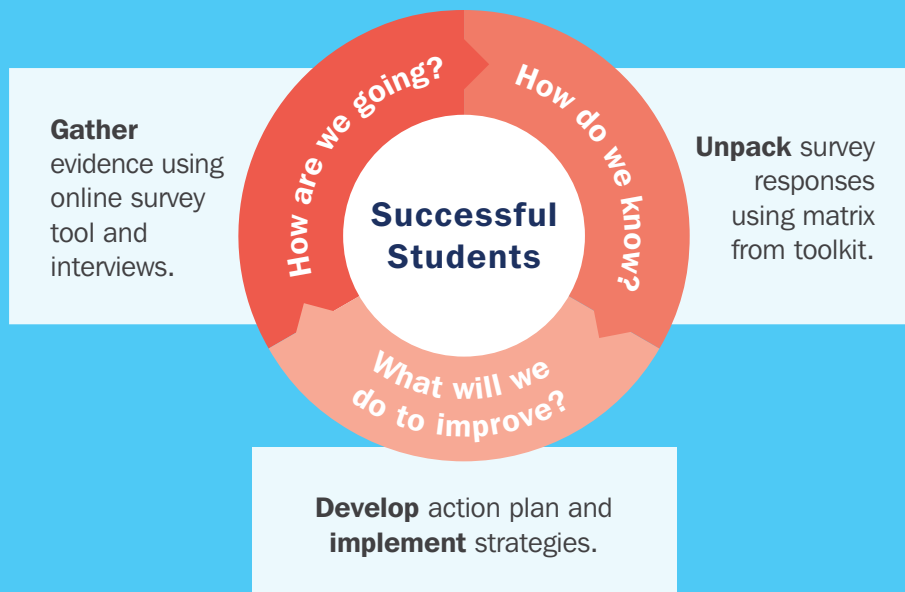 How are we going?
Gather
evidence using
online survey
tool and
interviews.
How do we know?
Unpack survey
responses
using matrix
from toolkit.
Successful
Students
What will we
do to improve?
Develop action plan and
implement strategies.